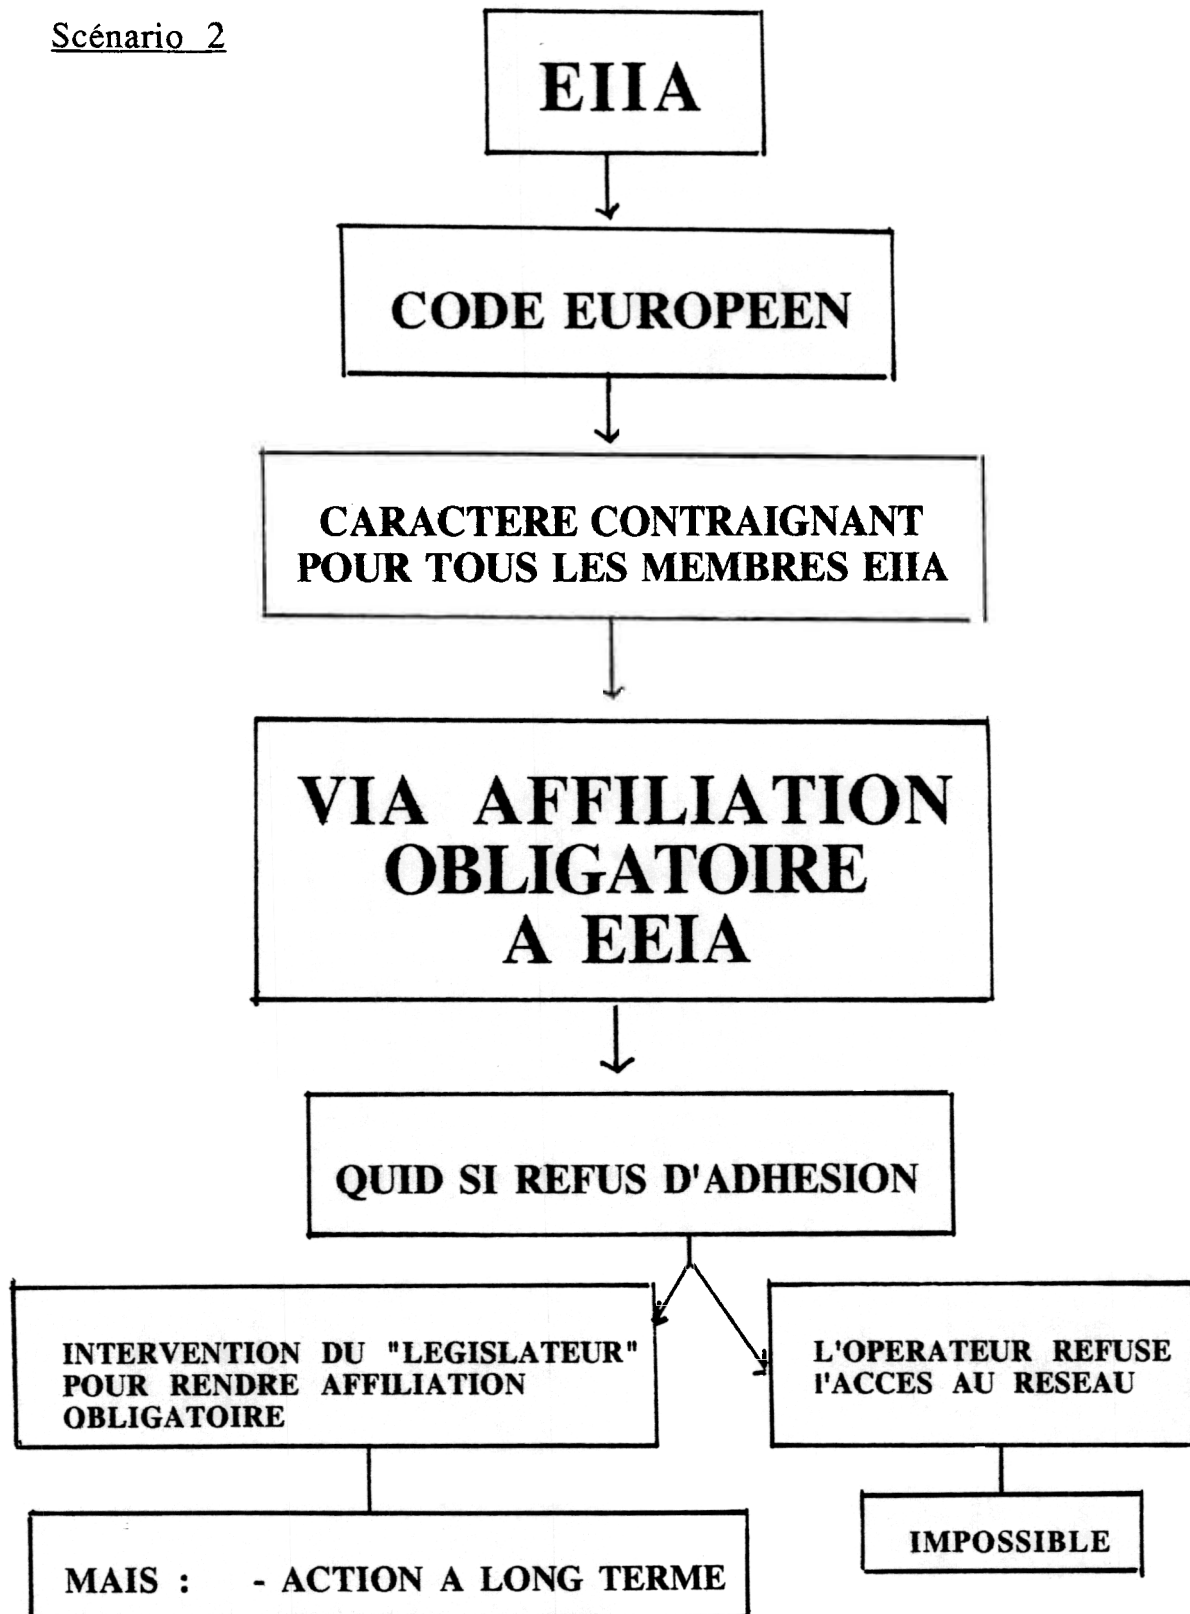 Scénario 2
EIIA
CODE EUROPEEN
CARACTERE CONTRAIGNANT
POUR TOUS LES MEMBRES EIIA
VIA AFFILIATION
OBLIGATOIRE
A EEIA
QUID SI REFUS D'ADHESION
INTERVENTION DU "LEGISLATEUR"
POUR RENDRE AFFILIATION
OBLIGATOIRE
L'OPERATEUR REFUSE
l'ACCES AU RESEAU
IMPOSSIBLE
MAIS : - ACTION A LONG TERME